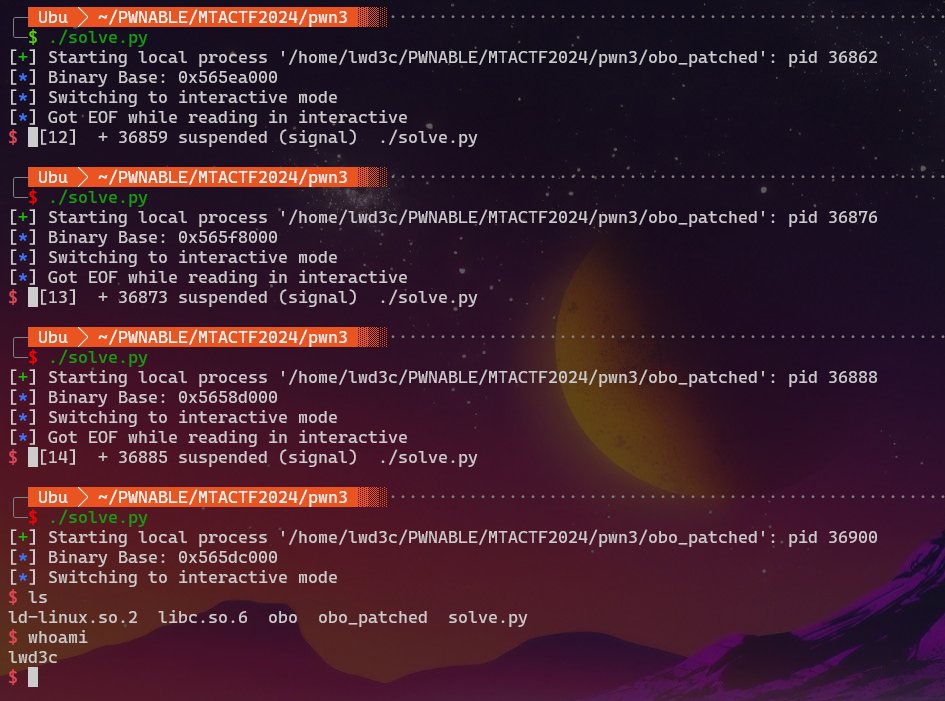 Ubu ~/PWNABLE/MTACTF2024/pwn3
$ ./solve.py
[+] Starting local process '/home/lwd3c/PWNABLE/MTACTF2024/pwn3/obo_patched': pid 36862
[*] Binary Base: 0x565ea000
[*] Switching to interactive mode
[*] Got EOF while reading in interactive
$ [12]  + 36859 suspended (signal)  ./solve.py
Ubu ~/PWNABLE/MTACTF2024/pwn3
$ ./solve.py
[+] Starting local process '/home/lwd3c/PWNABLE/MTACTF2024/pwn3/obo_patched': pid 36876
[*] Binary Base: 0x565f8000
[*] Switching to interactive mode
[*] Got EOF while reading in interactive
$ [13]  + 36873 suspended (signal)  ./solve.py
Ubu ~/PWNABLE/MTACTF2024/pwn3
$ ./solve.py
[+] Starting local process '/home/lwd3c/PWNABLE/MTACTF2024/pwn3/obo_patched': pid 36888
[*] Binary Base: 0x5658d000
[*] Switching to interactive mode
[*] Got EOF while reading in interactive
$ [14]  + 36885 suspended (signal)  ./solve.py
Ubu ~/PWNABLE/MTACTF2024/pwn3
$ ./solve.py
[+] Starting local process '/home/lwd3c/PWNABLE/MTACTF2024/pwn3/obo_patched': pid 36900
[*] Binary Base: 0x565dc000
[*] Switching to interactive mode
$ ls
ld-linux.so.2  libc.so.6  obo  obo_patched  solve.py
$ whoami
lwd3c
$